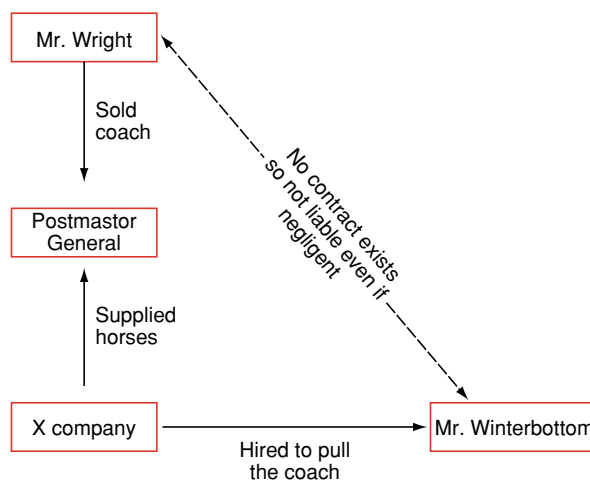 Mr. Wright
Sold
coach
No contract exists
so not liable even if
negligent
Postmastor
General
Supplied
horses
X company
Mr. Winterbottom
Hired to pull
the coach